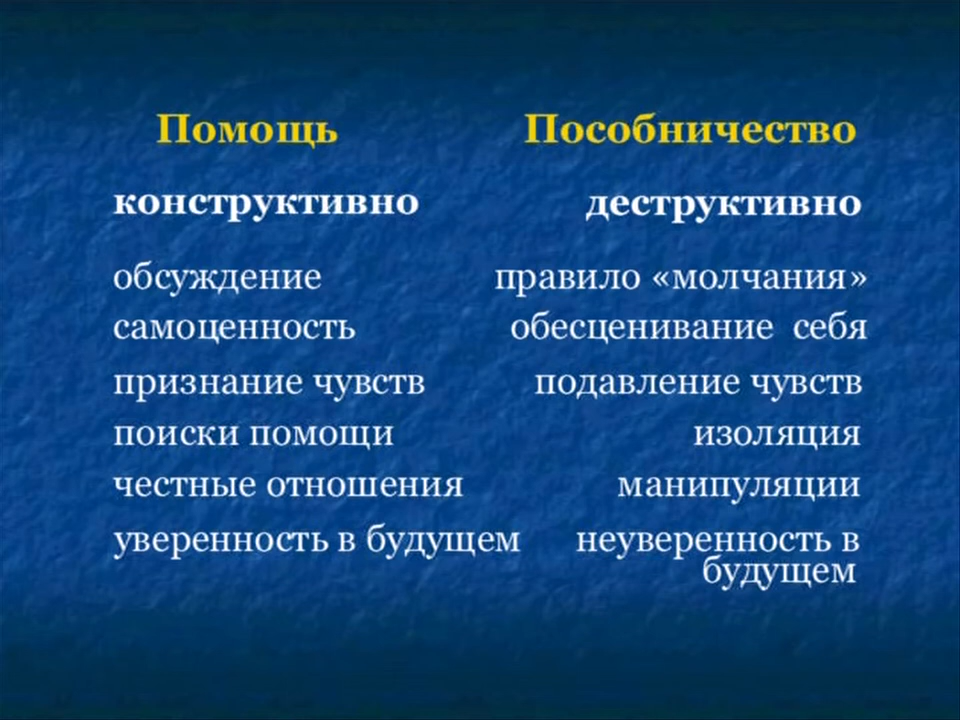 Помощь Пособничество
конструктивно деструктивно
обсуждение правило «молчания»
самоценность обесценивание себя
признание чувств подавление чувств
поиски помощи изоляция
честные отношения манипуляции
уверенность в будущем неуверенность в
будущем